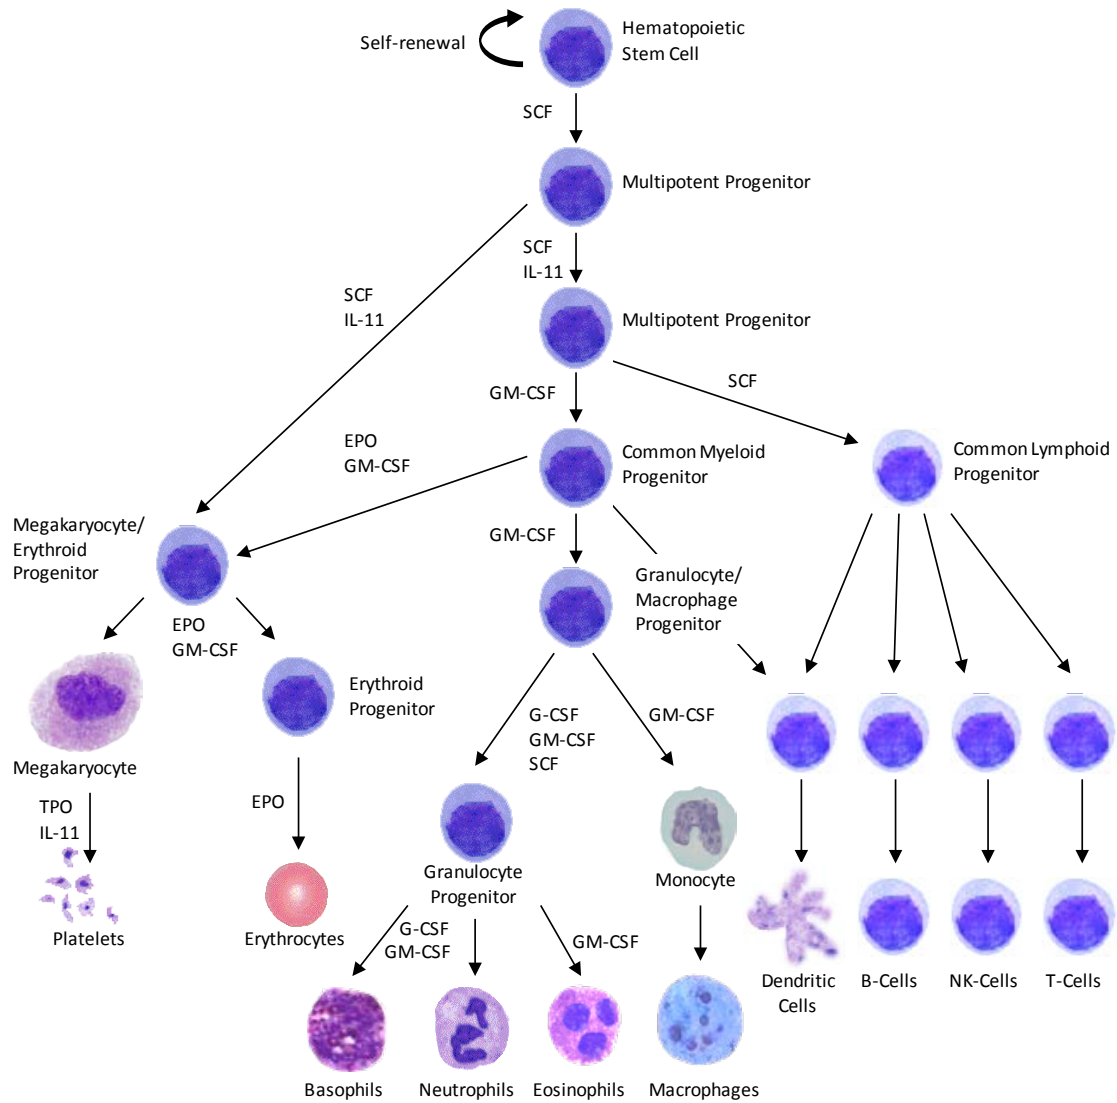 Self-renewal
Hematopoietic
Stem Cell
SCF
Multipotent Progenitor
SCF
IL-11
SCF
IL-11
Multipotent Progenitor
SCF
GM-CSF
EPO
GM-CSF
Common Myeloid
Progenitor
Common Lymphoid
Progenitor
Megakaryocyte/
Erythroid
Progenitor
GM-CSF
Granulocyte/
Macrophage
Progenitor
EPO
GM-CSF
Erythroid
Progenitor
G-CSF
GM-CSF
SCF
GM-CSF
Megakaryocyte
TPO
IL-11
EPO
Granulocyte
Progenitor
Monocyte
Platelets
Erythrocytes
G-CSF
GM-CSF
GM-CSF
Dendritic
Cells
B-Cells
NK-Cells
T-Cells
Basophils
Neutrophils
Eosinophils
Macrophages